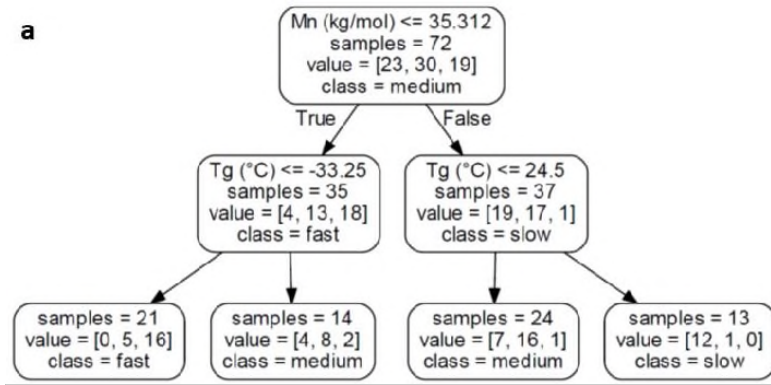 a
Mn (kg/mol) <= 35.312
samples = 72
value = [23, 30, 19]
class = medium
True
False
Tg (°C) <= -33.25
samples = 35
value = [4, 13, 18]
class = fast
Tg (°C) <= 24.5
samples = 37
value = [19, 17, 1]
class = slow
samples = 21
value = [0, 5, 16]
class = fast
samples = 14
value = [4, 8, 2]
class = medium
samples = 24
value = [7, 16, 1]
class = medium
samples = 13
value = [12, 1, 0]
class = slow